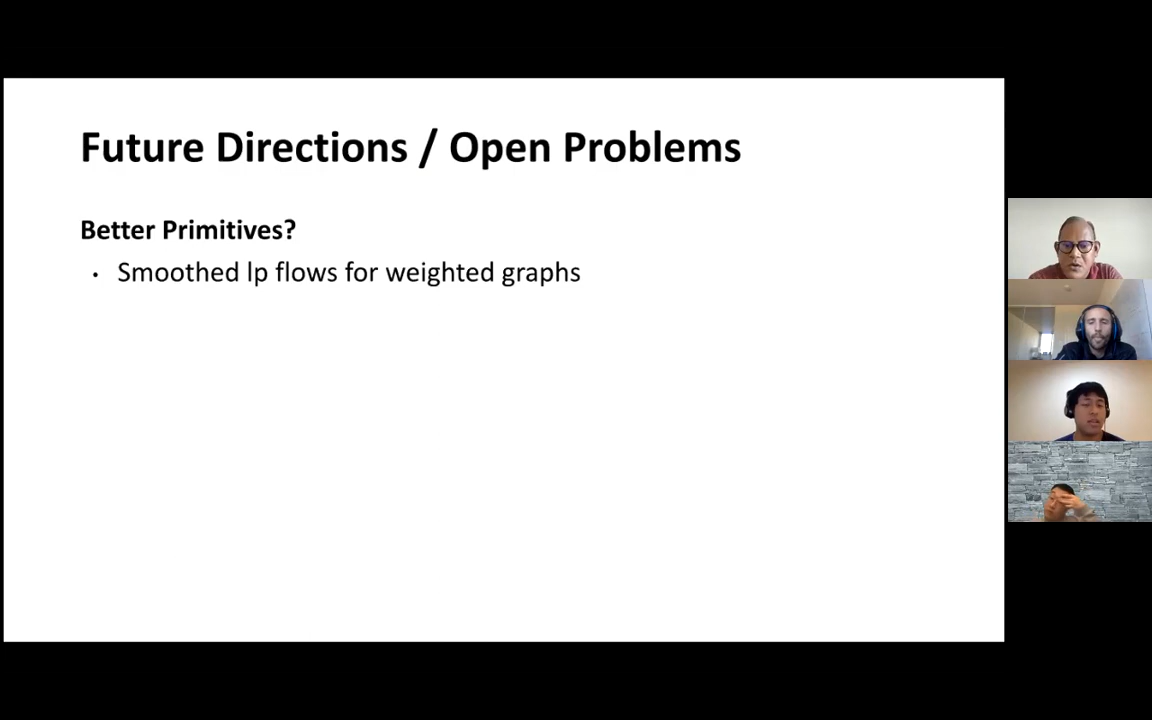 Future Directions / Open Problems
Better Primitives?
• Smoothed lp flows for weighted graphs